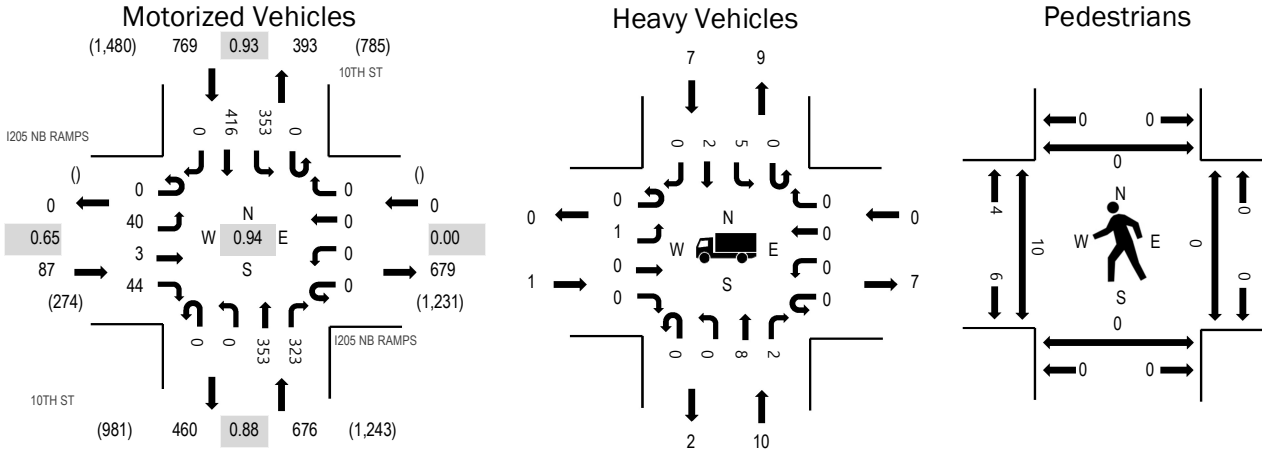 Motorized Vehicles
(1,480) 769 0.93 393 (785)
10TH ST
I205 NB RAMPS
0 416 353 0
()
0
0
40
3
44
0.65
87
(274)
N
W 0.94 E
S
0
0
0
0
()
0
0.00
679
(1,231)
0 0 353 323
I205 NB RAMPS
10TH ST
(981) 460 0.88 676 (1,243)
Heavy Vehicles
7 9
0 2 5 0
0
0
1
0
0
1
N
W E
S
0
0
0
0
0
7
0 0 8 2
2 10
Pedestrians
0 0
0
4
10
6
N
W E
S
0
0
0
0
0 0